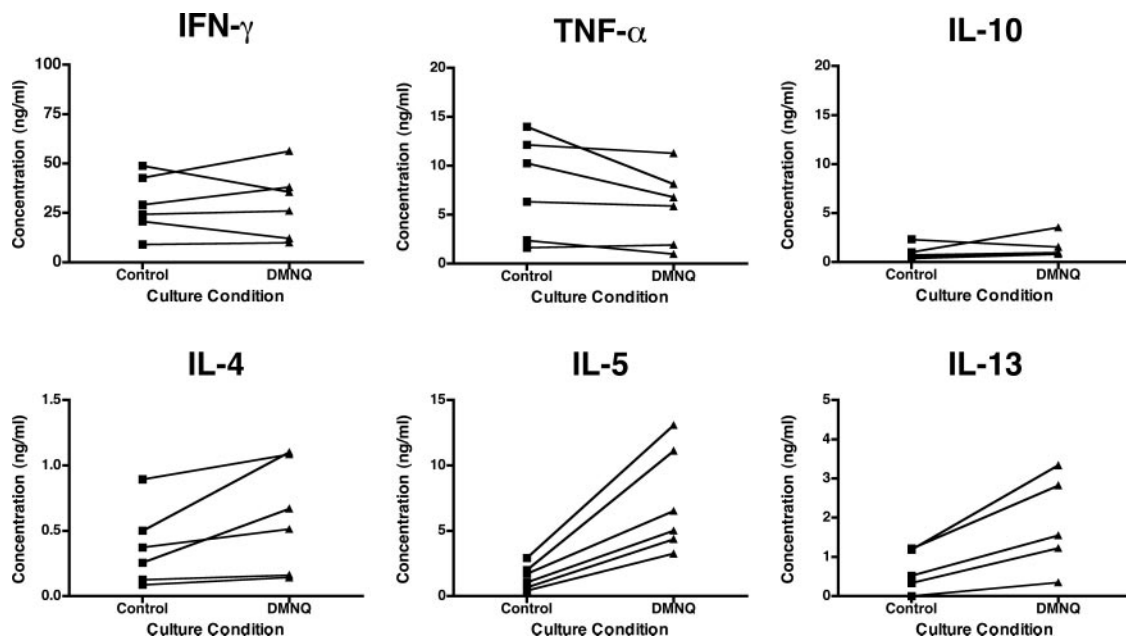 IFN-γ
Concentration (ng/ml)
100
75
50
25
0
Control
DMNQ
Culture Condition
TNF-α
Concentration (ng/ml)
20
15
10
5
0
Control
DMNQ
Culture Condition
IL-10
Concentration (ng/ml)
20
15
10
5
0
Control
DMNQ
Culture Condition
IL-4
Concentration (ng/ml)
1.5
1.0
0.5
0.0
Control
DMNQ
Culture Condition
IL-5
Concentration (ng/ml)
15
10
5
0
Control
DMNQ
Culture Condition
IL-13
Concentration (ng/ml)
5
4
3
2
1
0
Control
DMNQ
Culture Condition